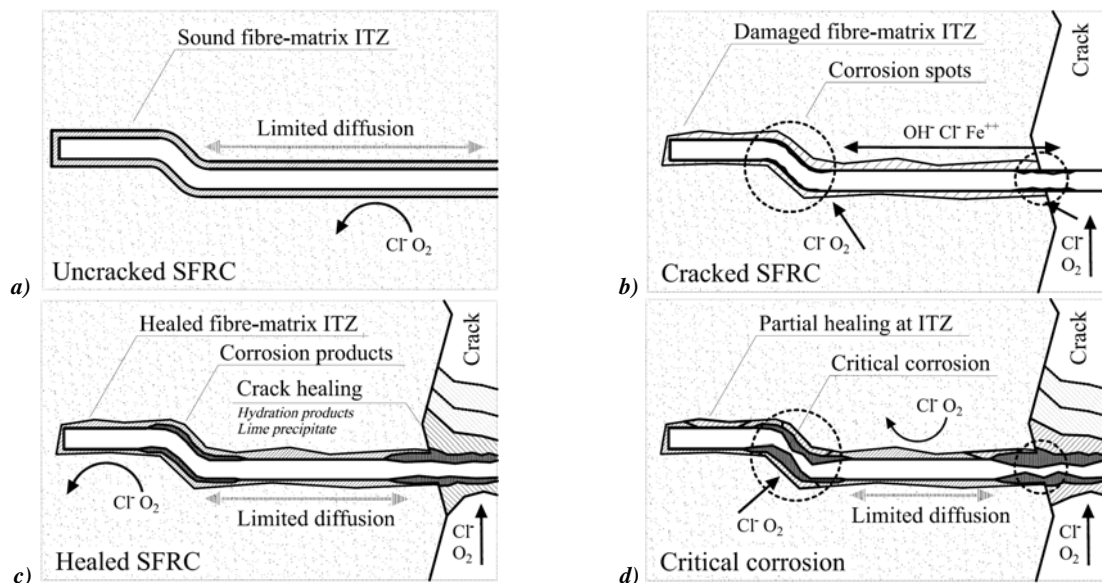 Sound fibre-matrix ITZ
Limited diffusion
Cl⁻ O₂
Uncracked SFRC
a)
Damaged fibre-matrix ITZ
Corrosion spots
Crack
OH⁻ Cl⁻ Fe⁺⁺
Cl⁻ O₂
Cl⁻
O₂
Cracked SFRC
b)
Healed fibre-matrix ITZ
Corrosion products
Crack healing
Hydration products
Lime precipitate
Crack
Cl⁻ O₂
Limited diffusion
Cl⁻
O₂
Healed SFRC
c)
Partial healing at ITZ
Critical corrosion
Crack
Cl⁻ O₂
Cl⁻ O₂
Limited diffusion
Cl⁻
O₂
Critical corrosion
d)